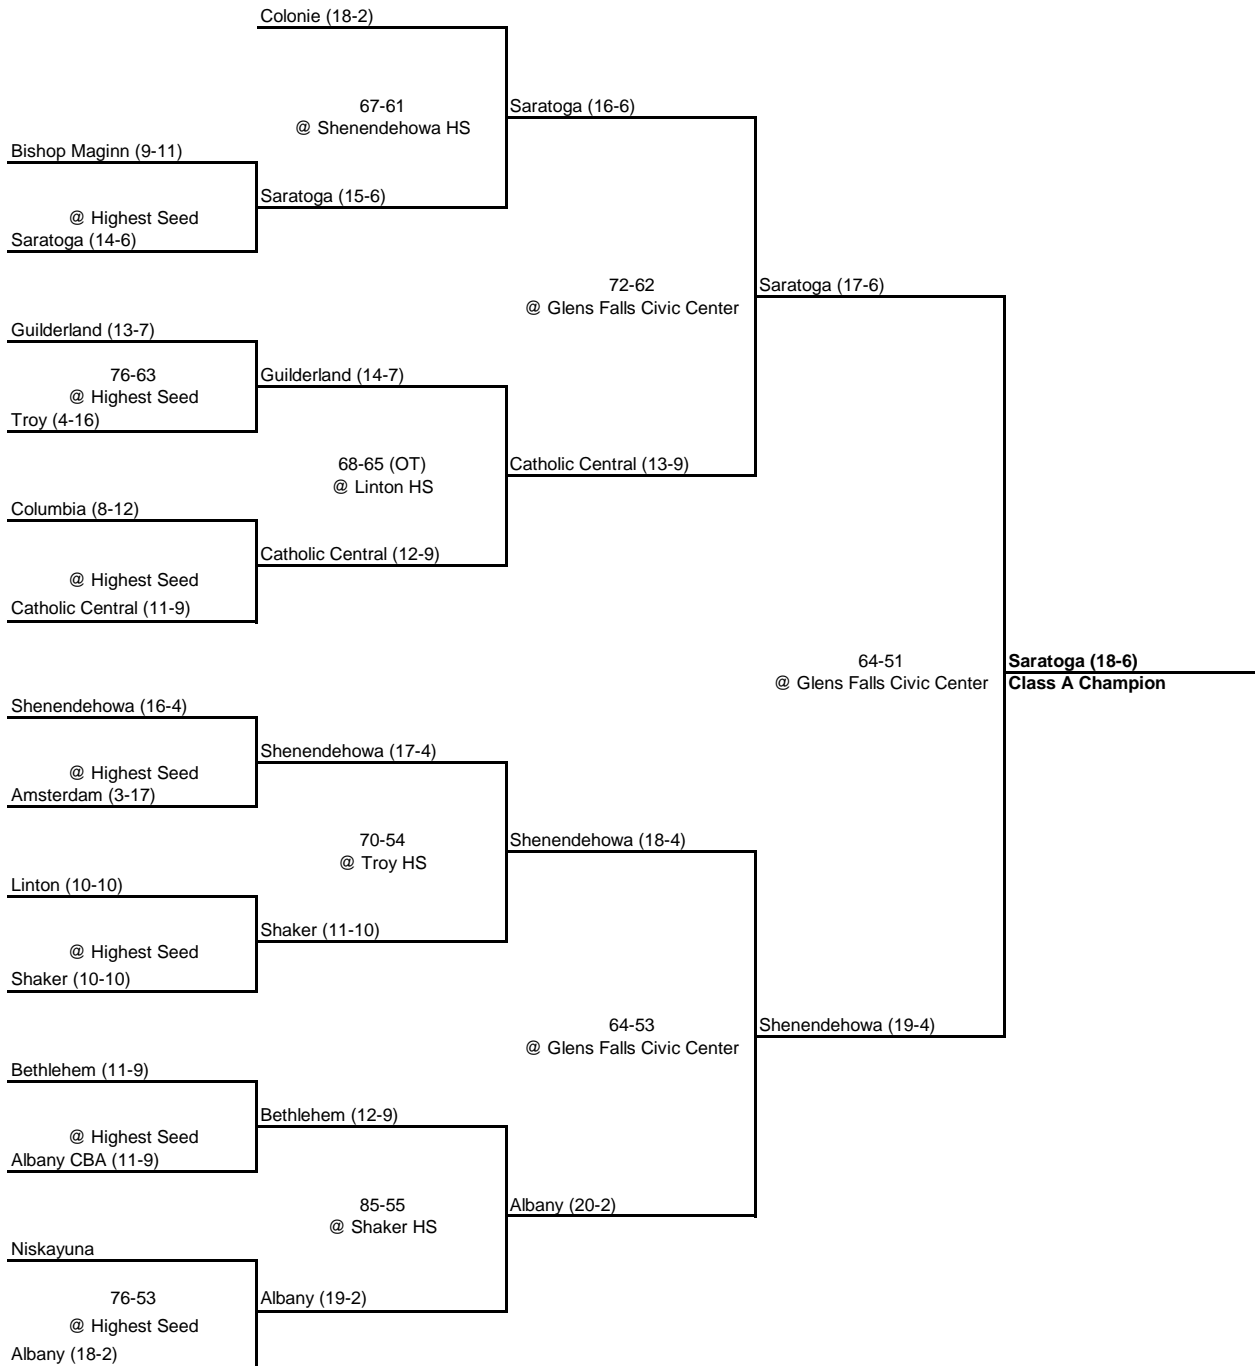 Colonie (18-2)
67-61
@ Shenendehowa HS
Saratoga (16-6)
Bishop Maginn (9-11)
@ Highest Seed
Saratoga (14-6)
Saratoga (15-6)
72-62
@ Glens Falls Civic Center
Saratoga (17-6)
Guilderland (13-7)
76-63
@ Highest Seed
Troy (4-16)
Guilderland (14-7)
68-65 (OT)
@ Linton HS
Catholic Central (13-9)
Columbia (8-12)
@ Highest Seed
Catholic Central (11-9)
Catholic Central (12-9)
64-51
@ Glens Falls Civic Center
Saratoga (18-6)
Class A Champion
Shenendehowa (16-4)
@ Highest Seed
Amsterdam (3-17)
Shenendehowa (17-4)
70-54
@ Troy HS
Shenendehowa (18-4)
Linton (10-10)
@ Highest Seed
Shaker (10-10)
Shaker (11-10)
64-53
@ Glens Falls Civic Center
Shenendehowa (19-4)
Bethlehem (11-9)
@ Highest Seed
Albany CBA (11-9)
Bethlehem (12-9)
85-55
@ Shaker HS
Albany (20-2)
Niskayuna
76-53
@ Highest Seed
Albany (18-2)
Albany (19-2)